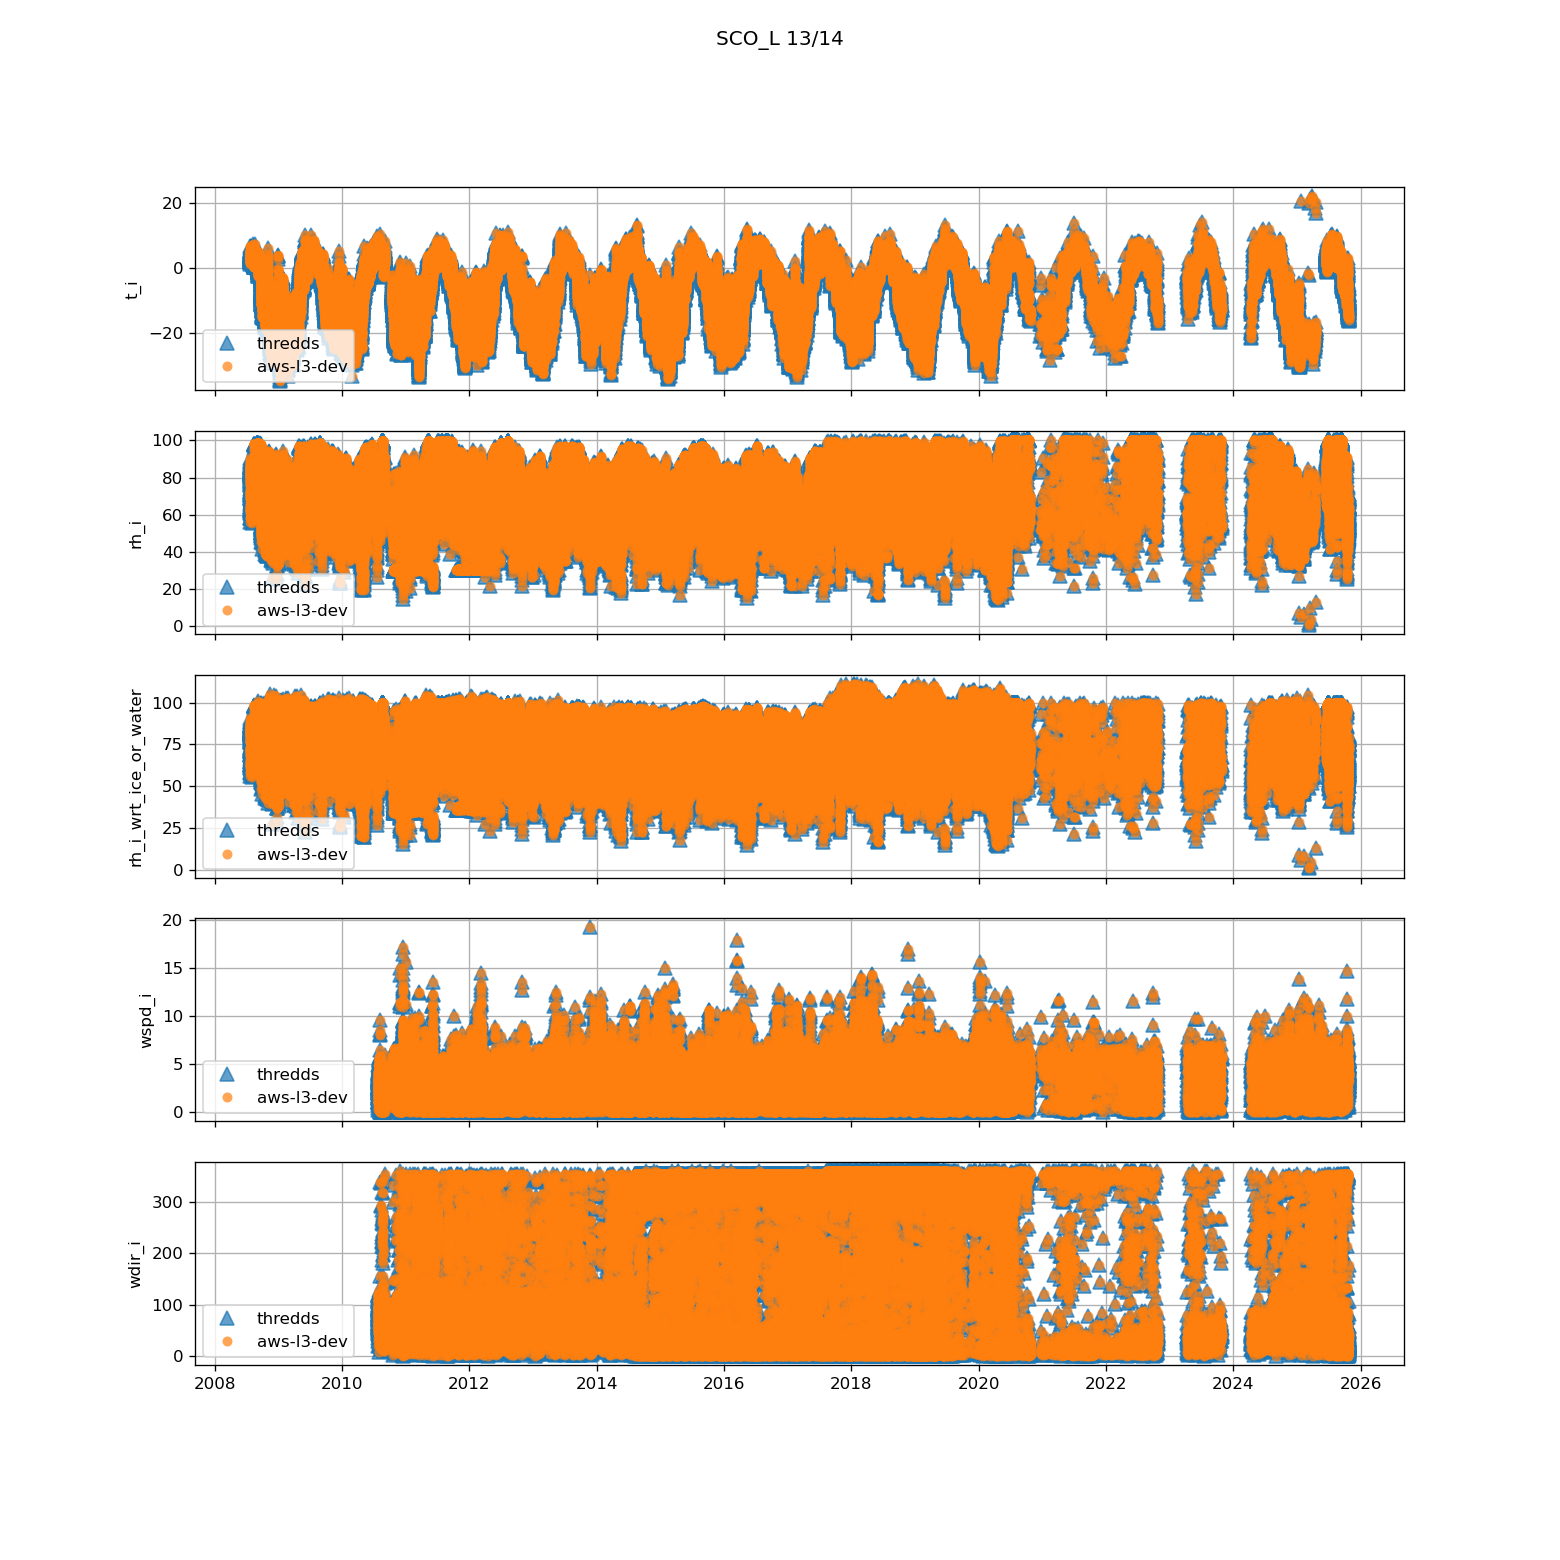 SCO_L 13/14
20
0
−20
t_i
thredds
aws-l3-dev
100
80
60
40
20
0
rh_i
thredds
aws-l3-dev
100
75
50
25
0
rh_i_wrt_ice_or_water
thredds
aws-l3-dev
20
15
10
5
0
wspd_i
thredds
aws-l3-dev
300
200
100
0
wdir_i
thredds
aws-l3-dev
2008 2010 2012 2014 2016 2018 2020 2022 2024 2026